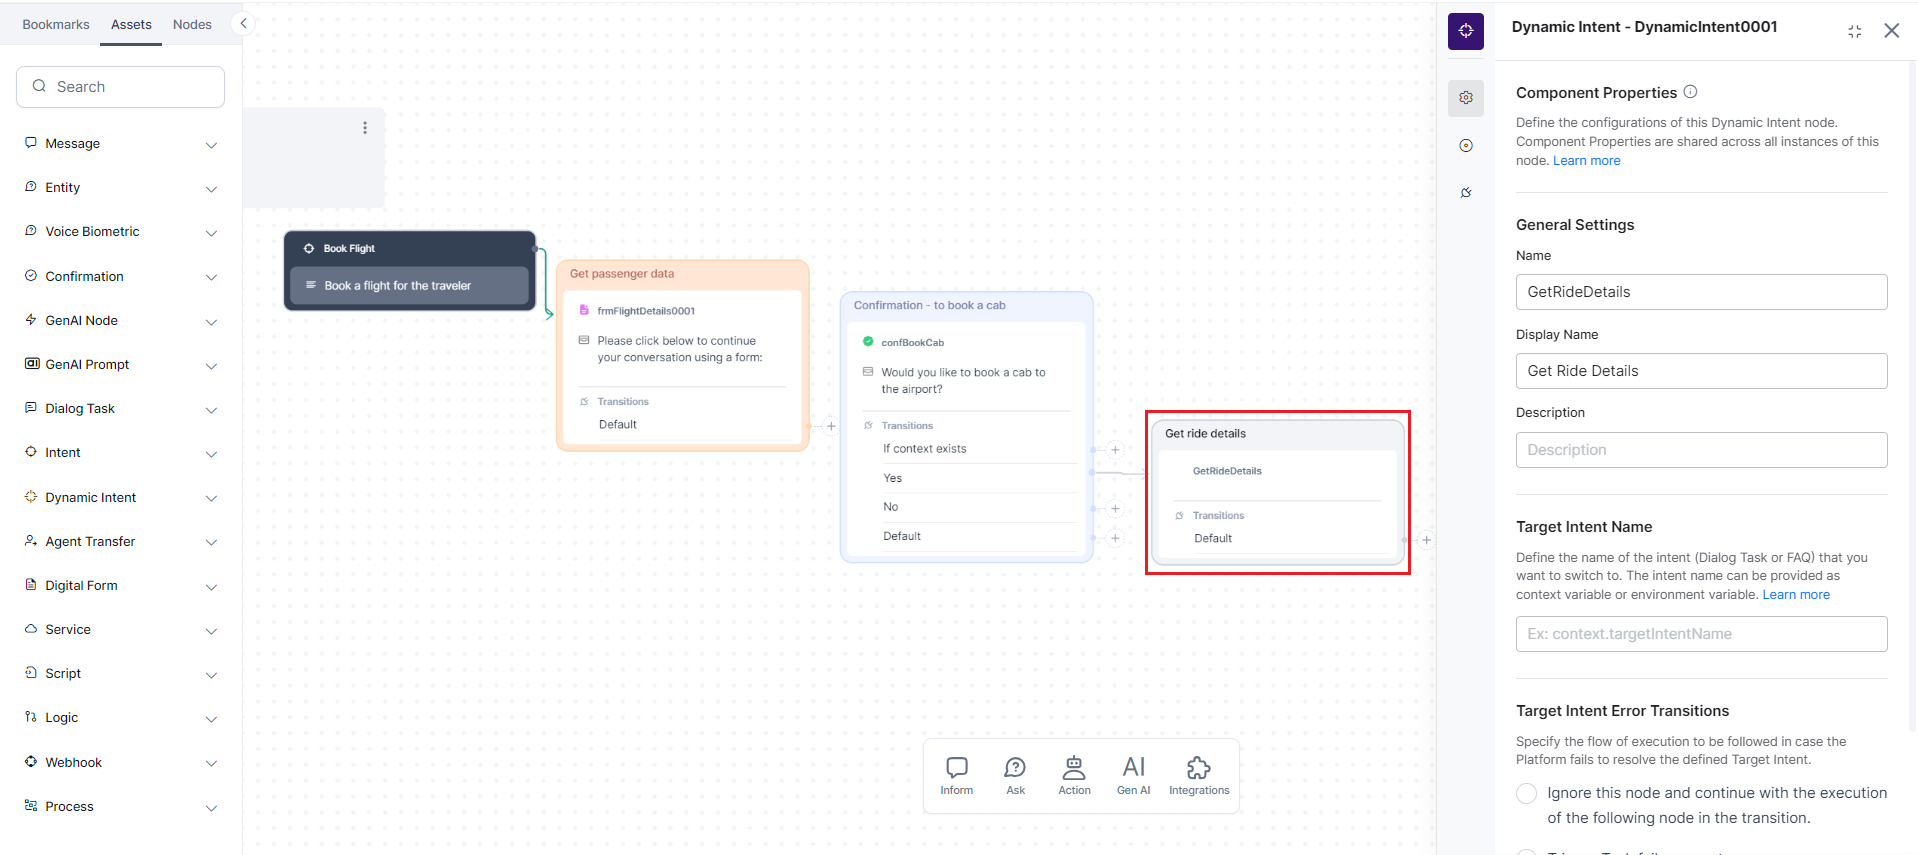 Bookmarks
Assets
Nodes
Search
Message
Entity
Voice Biometric
Confirmation
GenAI Node
GenAI Prompt
Dialog Task
Intent
Dynamic Intent
Agent Transfer
Digital Form
Service
Script
Logic
Webhook
Process
Book Flight
Book a flight for the traveler
Get passenger data
frmFlightDetails0001
Please click below to continue
your conversation using a form:
Transitions
Default
Confirmation - to book a cab
confBookCab
Would you like to book a cab to
the airport?
Transitions
If context exists
Yes
No
Default
Get ride details
GetRideDetails
Transitions
Default
Inform
Ask
Action
AI
Gen AI
Integrations
Dynamic Intent - DynamicIntent0001
Component Properties
Define the configurations of this Dynamic Intent node.
Component Properties are shared across all instances of this
node. Learn more
General Settings
Name
GetRideDetails
Display Name
Get Ride Details
Description
Description
Target Intent Name
Define the name of the intent (Dialog Task or FAQ) that you
want to switch to. The intent name can be provided as
context variable or environment variable. Learn more
Ex: context.targetIntentName
Target Intent Error Transitions
Specify the flow of execution to be followed in case the
Platform fails to resolve the defined Target Intent.
Ignore this node and continue with the execution
of the following node in the transition.